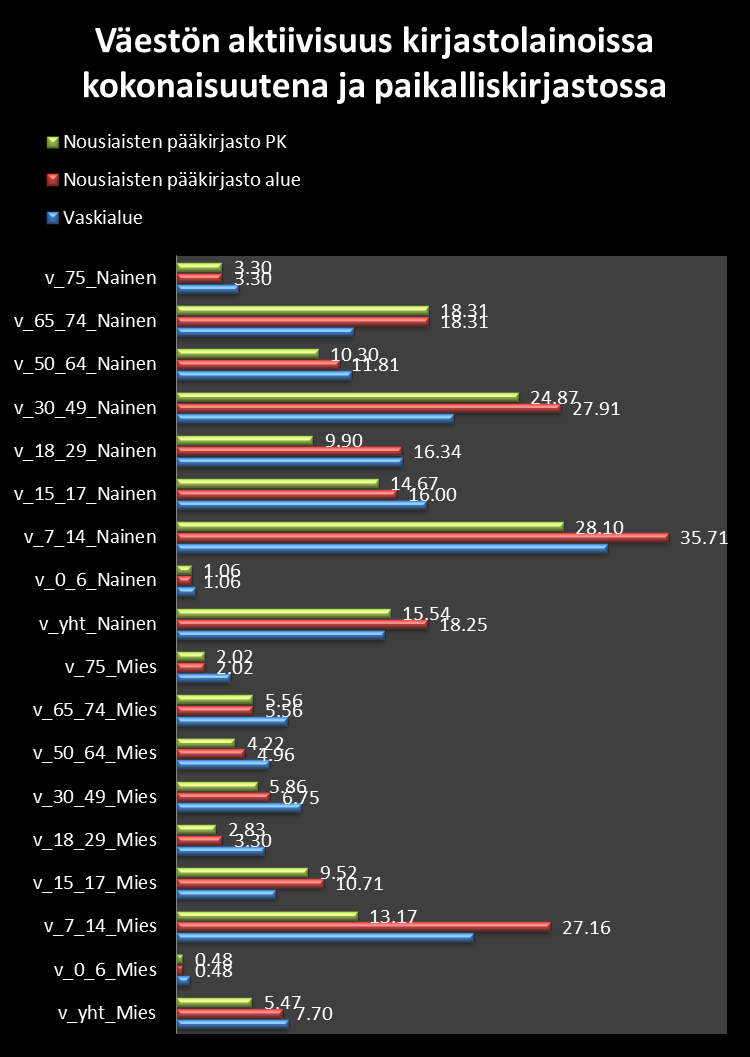 Väestön aktiivisuus kirjastolainoissa
kokonaisuutena ja paikalliskirjastossa
Nousiaisten pääkirjasto PK
Nousiaisten pääkirjasto alue
Vaskialue
v_75_Nainen
3.30
3.30
v_65_74_Nainen
18.31
18.31
v_50_64_Nainen
10.30
11.81
v_30_49_Nainen
24.87
27.91
v_18_29_Nainen
9.90
16.34
v_15_17_Nainen
14.67
16.00
v_7_14_Nainen
28.10
35.71
v_0_6_Nainen
1.06
1.06
v_yht_Nainen
15.54
18.25
v_75_Mies
2.02
2.02
v_65_74_Mies
5.56
5.56
v_50_64_Mies
4.22
4.96
v_30_49_Mies
5.86
6.75
v_18_29_Mies
2.83
3.30
v_15_17_Mies
9.52
10.71
v_7_14_Mies
13.17
27.16
v_0_6_Mies
0.48
0.48
v_yht_Mies
5.47
7.70